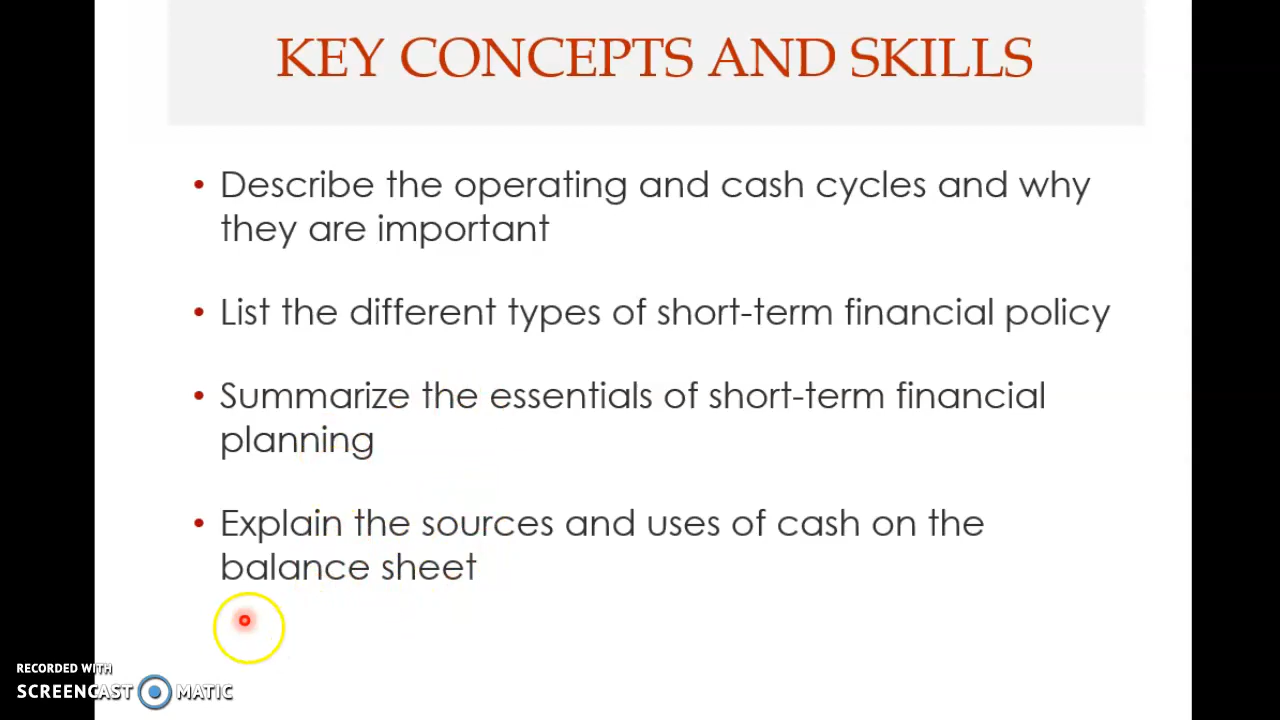 KEY CONCEPTS AND SKILLS
• Describe the operating and cash cycles and why
they are important
• List the different types of short-term financial policy
• Summarize the essentials of short-term financial
planning
• Explain the sources and uses of cash on the
balance sheet
RECORDED WITH
SCREENCAST MATIC